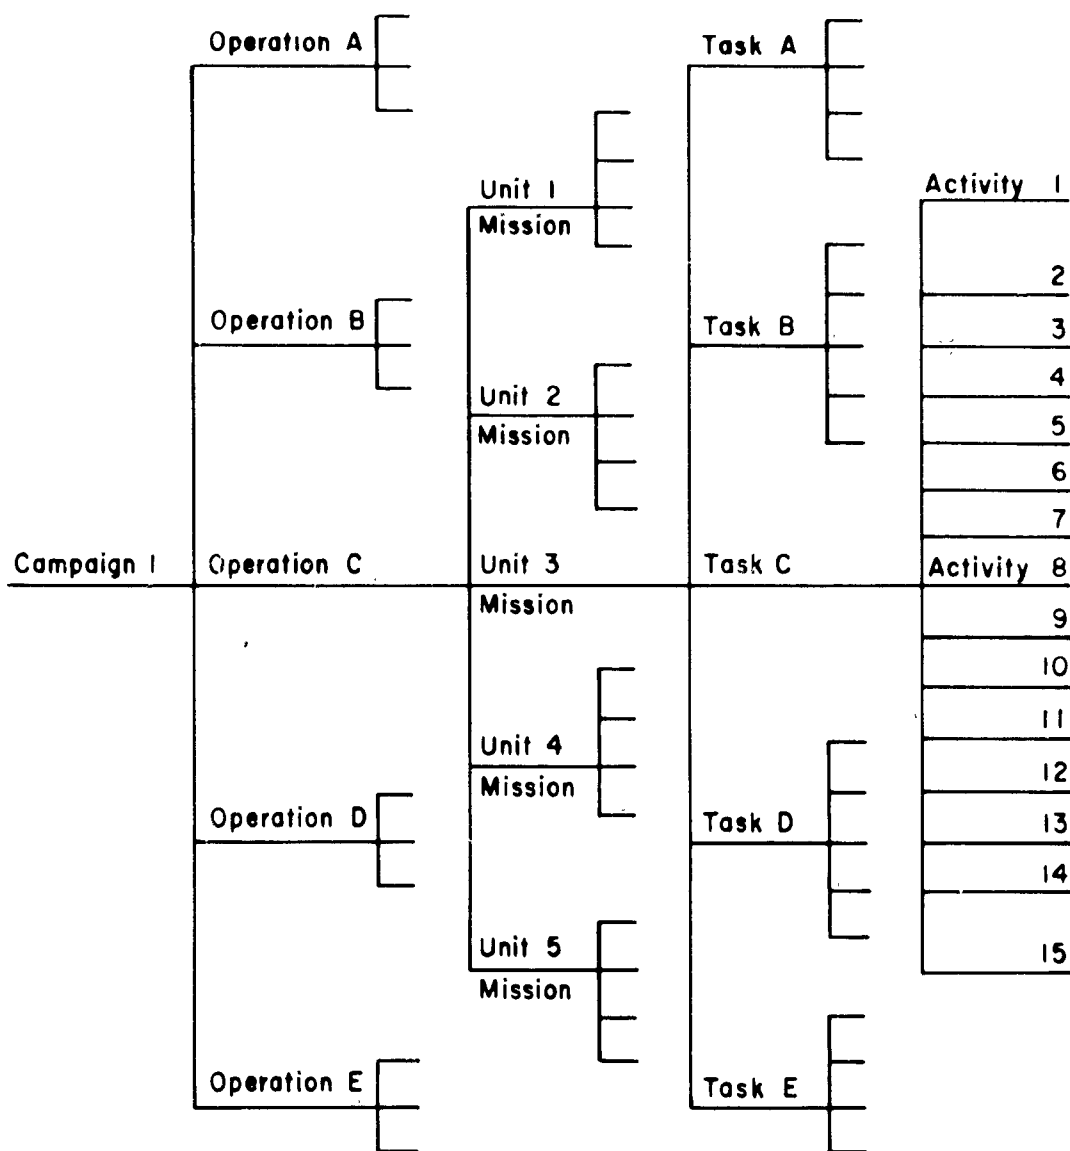 Operation A
Task A
Unit 1
Mission
Activity 1
2
Operation B
Task B
3
4
Unit 2
Mission
5
6
7
Campaign 1
Operation C
Unit 3
Mission
Task C
Activity 8
9
10
11
Unit 4
Mission
12
Operation D
Task D
13
14
Unit 5
Mission
15
Operation E
Task E